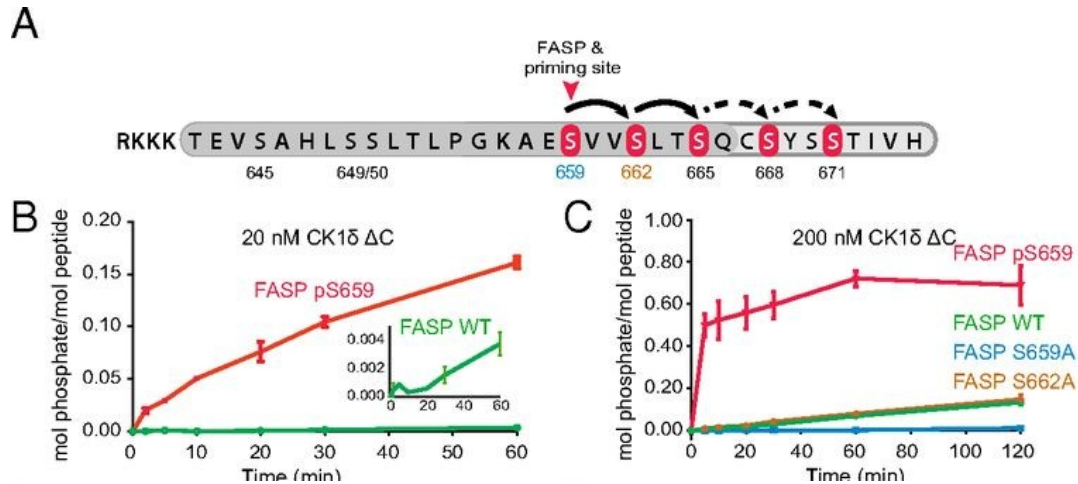 A
FASP &
priming site
RKKK T E V S A H L S S L T L P G K A E S V V S L T S Q C S Y S S T I V H
645 649/50 659 662 665 668 671
B
20 nM CK1δ ΔC
FASP pS659
FASP WT
mol phosphate/mol peptide
0.20
0.15
0.10
0.05
0.00
0.004
0.002
0.000
0 20 40 60
0 10 20 30 40 50 60
Time (min)
C
200 nM CK1δ ΔC
FASP pS659
FASP WT
FASP S659A
FASP S662A
mol phosphate/mol peptide
1.00
0.80
0.60
0.40
0.20
0.00
0 20 40 60 80 100 120
Time (min)